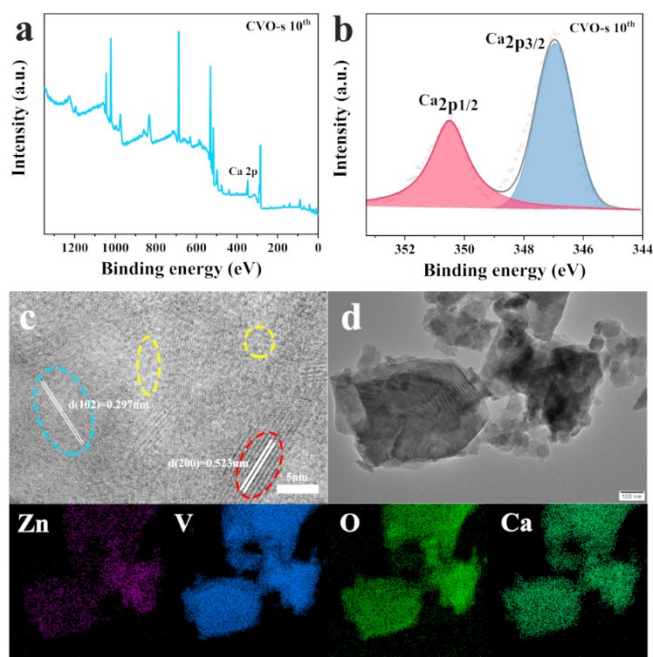 a
CVO-s 10th
Intensity (a.u.)
Ca 2p
1200 1000 800 600 400 200 0
Binding energy (eV)
b
CVO-s 10th
Ca2p3/2
Ca2p1/2
Intensity (a.u.)
352 350 348 346 344
Binding energy (eV)
c
d(102)=0.297nm
d(200)=0.523nm
5nm
d
100 nm
Zn
V
O
Ca